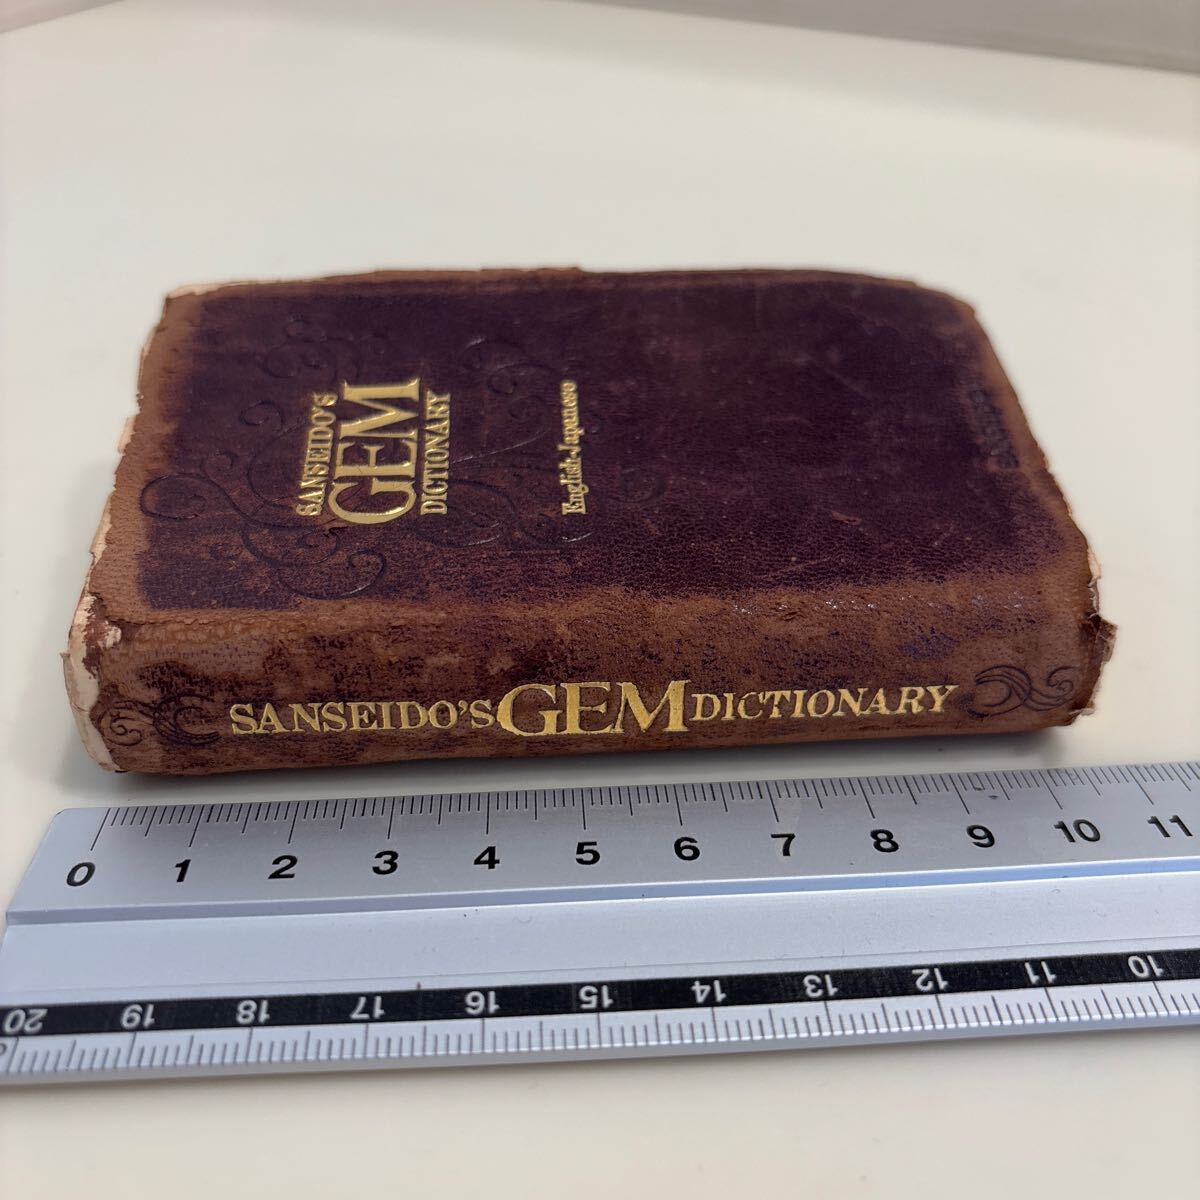 SANSEIDO'S
GEM
DICTIONARY
English-Japanese
SANSEIDO
SANSEIDO'S GEM DICTIONARY
0 1 2 3 4 5 6 7 8 9 10 11
20 19 18 17 16 15 14 13 12 11 10